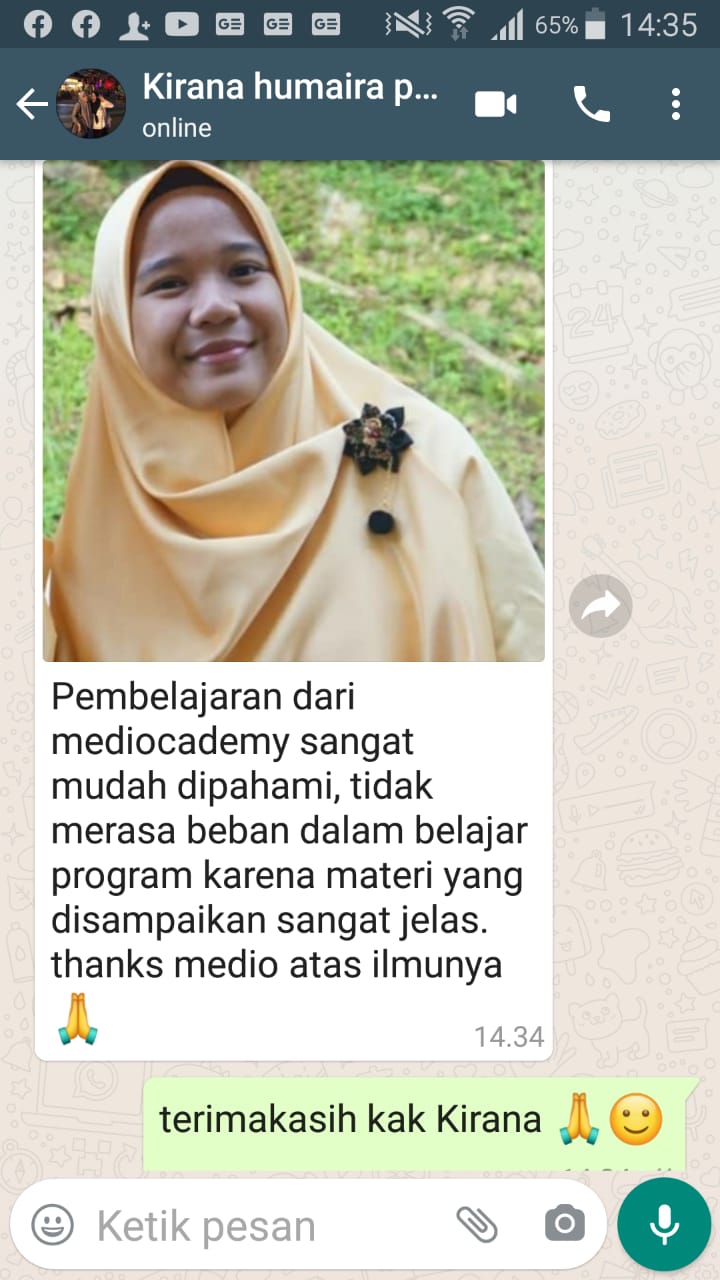 65% 14:35
Kirana humaira p...
online
Pembelajaran dari
mediocademy sangat
mudah dipahami, tidak
merasa beban dalam belajar
program karena materi yang
disampaikan sangat jelas.
thanks medio atas ilmunya
🙏
14.34
terimakasih kak Kirana 🙏🙂
Ketik pesan